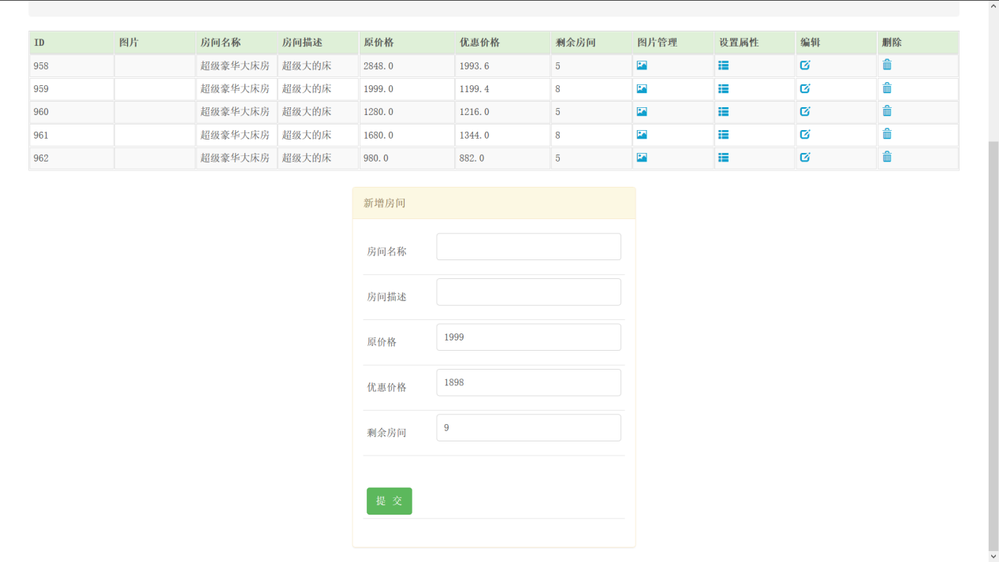 ID 图片 房间名称 房间描述 原价格 优惠价格 剩余房间 图片管理 设置属性 编辑 删除
958 超级豪华大床房 超级大的床 2848.0 1993.6 5
959 超级豪华大床房 超级大的床 1999.0 1199.4 8
960 超级豪华大床房 超级大的床 1280.0 1216.0 5
961 超级豪华大床房 超级大的床 1680.0 1344.0 8
962 超级豪华大床房 超级大的床 980.0 882.0 5
新增房间
房间名称
房间描述
原价格 1999
优惠价格 1898
剩余房间 9
提 交